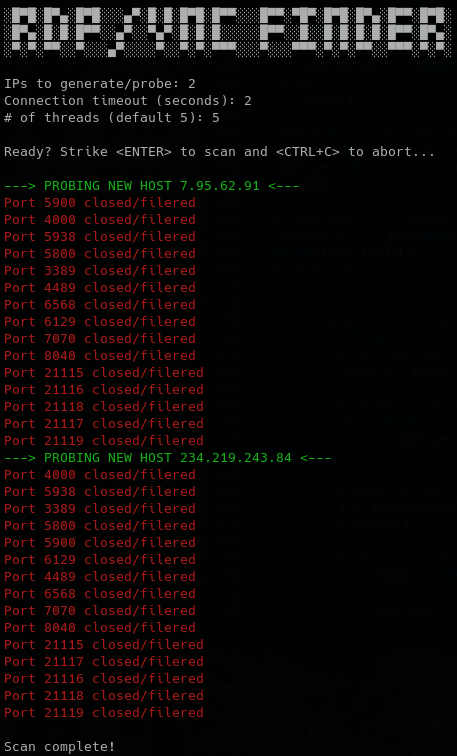 RDP/VNC FINDER
IPs to generate/probe: 2
Connection timeout (seconds): 2
# of threads (default 5): 5
Ready? Strike <ENTER> to scan and <CTRL+C> to abort...
---> PROBING NEW HOST 7.95.62.91 <---
Port 5900 closed/filered
Port 4000 closed/filered
Port 5938 closed/filered
Port 5800 closed/filered
Port 3389 closed/filered
Port 4489 closed/filered
Port 6568 closed/filered
Port 6129 closed/filered
Port 7070 closed/filered
Port 8040 closed/filered
Port 21115 closed/filered
Port 21116 closed/filered
Port 21118 closed/filered
Port 21117 closed/filered
Port 21119 closed/filered
---> PROBING NEW HOST 234.219.243.84 <---
Port 4000 closed/filered
Port 5938 closed/filered
Port 3389 closed/filered
Port 5800 closed/filered
Port 5900 closed/filered
Port 6129 closed/filered
Port 4489 closed/filered
Port 6568 closed/filered
Port 7070 closed/filered
Port 8040 closed/filered
Port 21115 closed/filered
Port 21117 closed/filered
Port 21116 closed/filered
Port 21118 closed/filered
Port 21119 closed/filered
Scan complete!